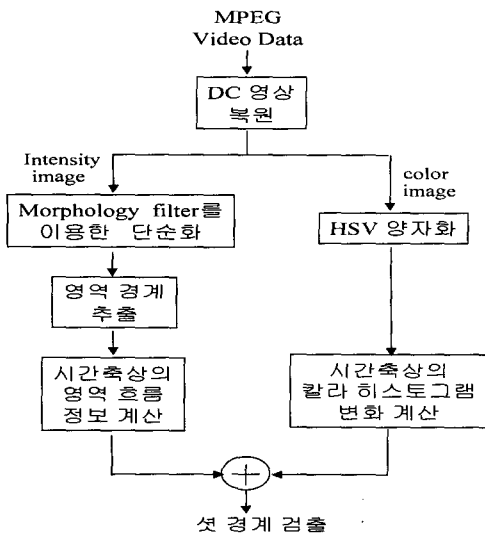 MPEG
Video Data
DC 영상
복원
Intensity
image
color
image
Morphology filter를
이용한 단순화
HSV 양자화
영역 경계
추출
시간축상의
영역 흐름
정보 계산
시간축상의
칼라 히스토그램
변화 계산
셧 경계 검출